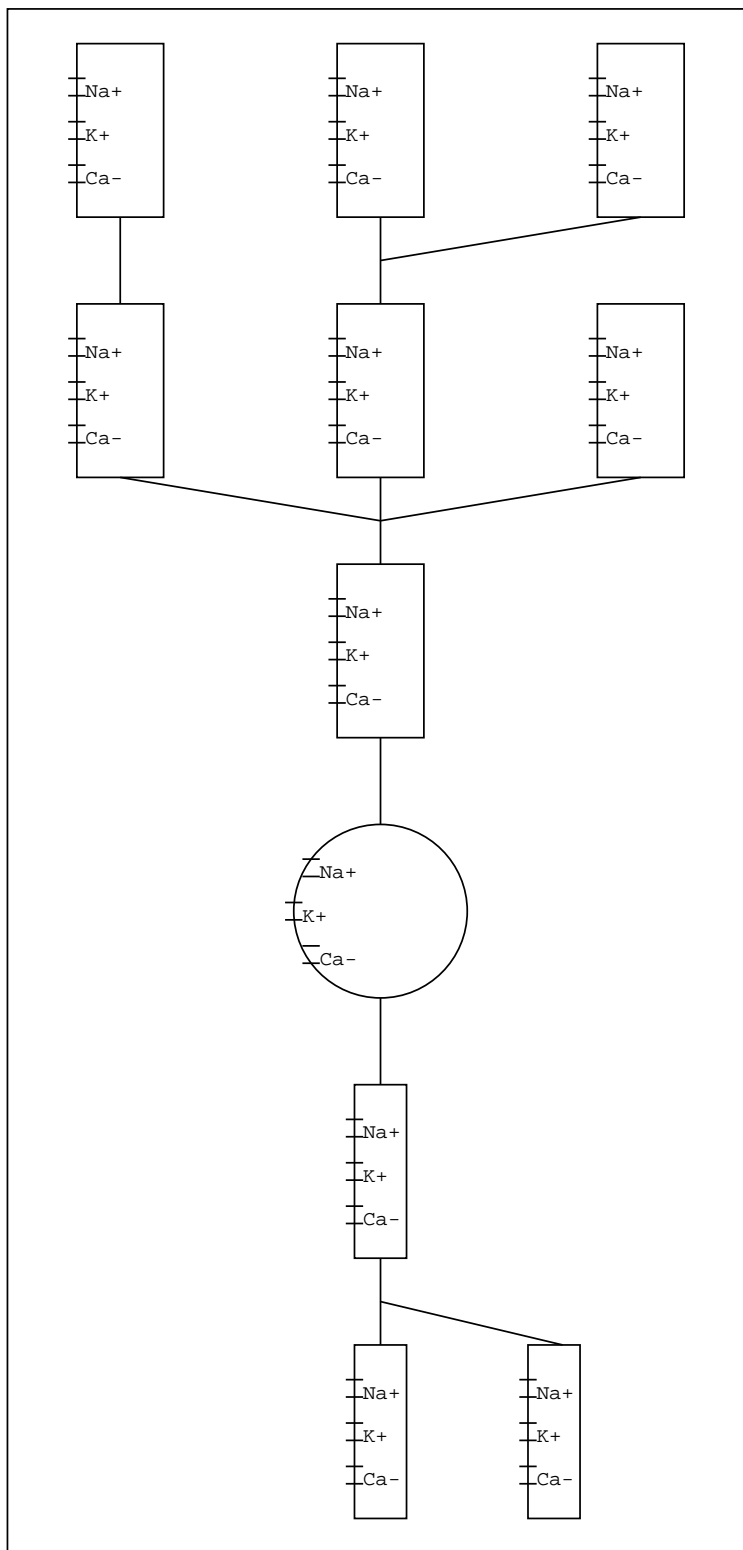 Na+ Na+ Na+
K+ K+ K+
Ca- Ca- Ca-
Na+ Na+ Na+
K+ K+ K+
Ca- Ca- Ca-
Na+
K+
Ca-
Na+
K+
Ca-
Na+
K+
Ca-
Na+ Na+
K+ K+
Ca- Ca-